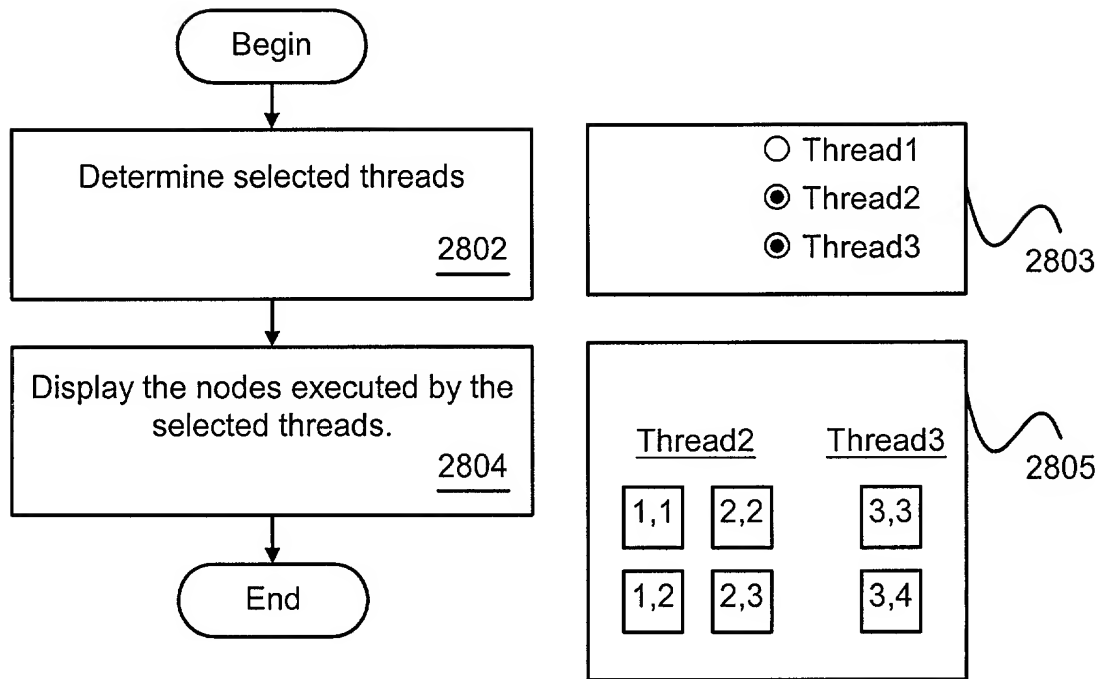 Begin
Determine selected threads
2802
Thread1
Thread2
Thread3
2803
Display the nodes executed by the
selected threads.
2804
Thread2 Thread3
1,1 2,2 3,3
1,2 2,3 3,4
2805
End